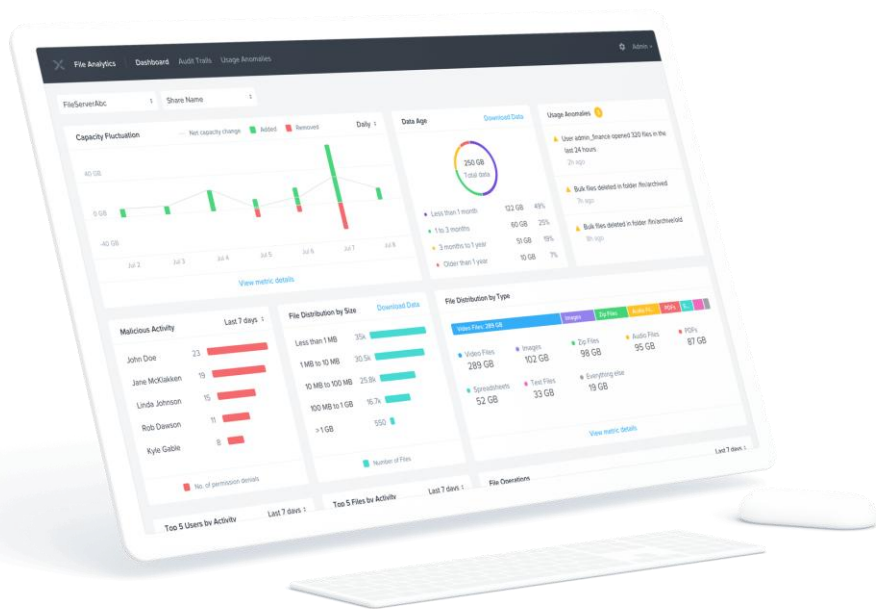 File Analytics Dashboard Audit Trails Usage Anomalies Admin
FileServerAbc Share Name
Capacity Fluctuation
Net capacity change Added Removed Daily
40 GB
0 GB
-40 GB
Jul 2 Jul 3 Jul 4 Jul 5 Jul 6 Jul 7 Jul 8
View metric details
Data Age Download Data
250 GB
Total data
Less than 1 month 122 GB 49%
1 to 3 months 60 GB 25%
3 months to 1 year 51 GB 19%
Older than 1 year 10 GB 7%
Usage Anomalies
User admin_finance opened 320 files in the
last 24 hours
2h ago
Bulk files deleted in folder /fin/archived
7h ago
Bulk files deleted in folder /fin/archive/old
8h ago
Malicious Activity Last 7 days
John Doe 23
Jane McKlakken 19
Linda Johnson 15
Rob Dawson 11
Kyle Gable 8
No. of permission denials
File Distribution by Size Download Data
Less than 1 MB 35k
1 MB to 10 MB 30.5k
10 MB to 100 MB 25.8k
100 MB to 1 GB 16.7k
> 1 GB 550
Number of Files
File Distribution by Type
Video Files: 289 GB Images Zip Files Audio Fi... PDFs S...
Video Files Images Zip Files Audio Files PDFs
289 GB 102 GB 98 GB 95 GB 87 GB
Spreadsheets Text Files Everything else
52 GB 33 GB 19 GB
View metric details
Top 5 Users by Activity Last 7 days
Top 5 Files by Activity Last 7 days
File Operations Last 7 days